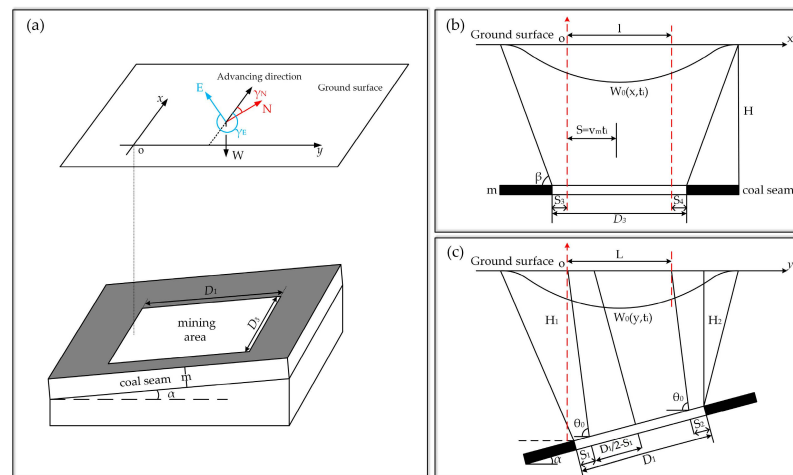 (a)
Advancing direction
Ground surface
E
γN
N
x
γE
W
o
y
D1
mining
area
D3
coal seam
m
α
(b)
Ground surface
o
l
x
W0(x,ti)
H
S=vmti
β
m
coal seam
S3
S4
D3
(c)
Ground surface
o
L
y
H1
W0(y,ti)
H2
θ0
θ0
S1
D1/2-S1
S2
D1
α